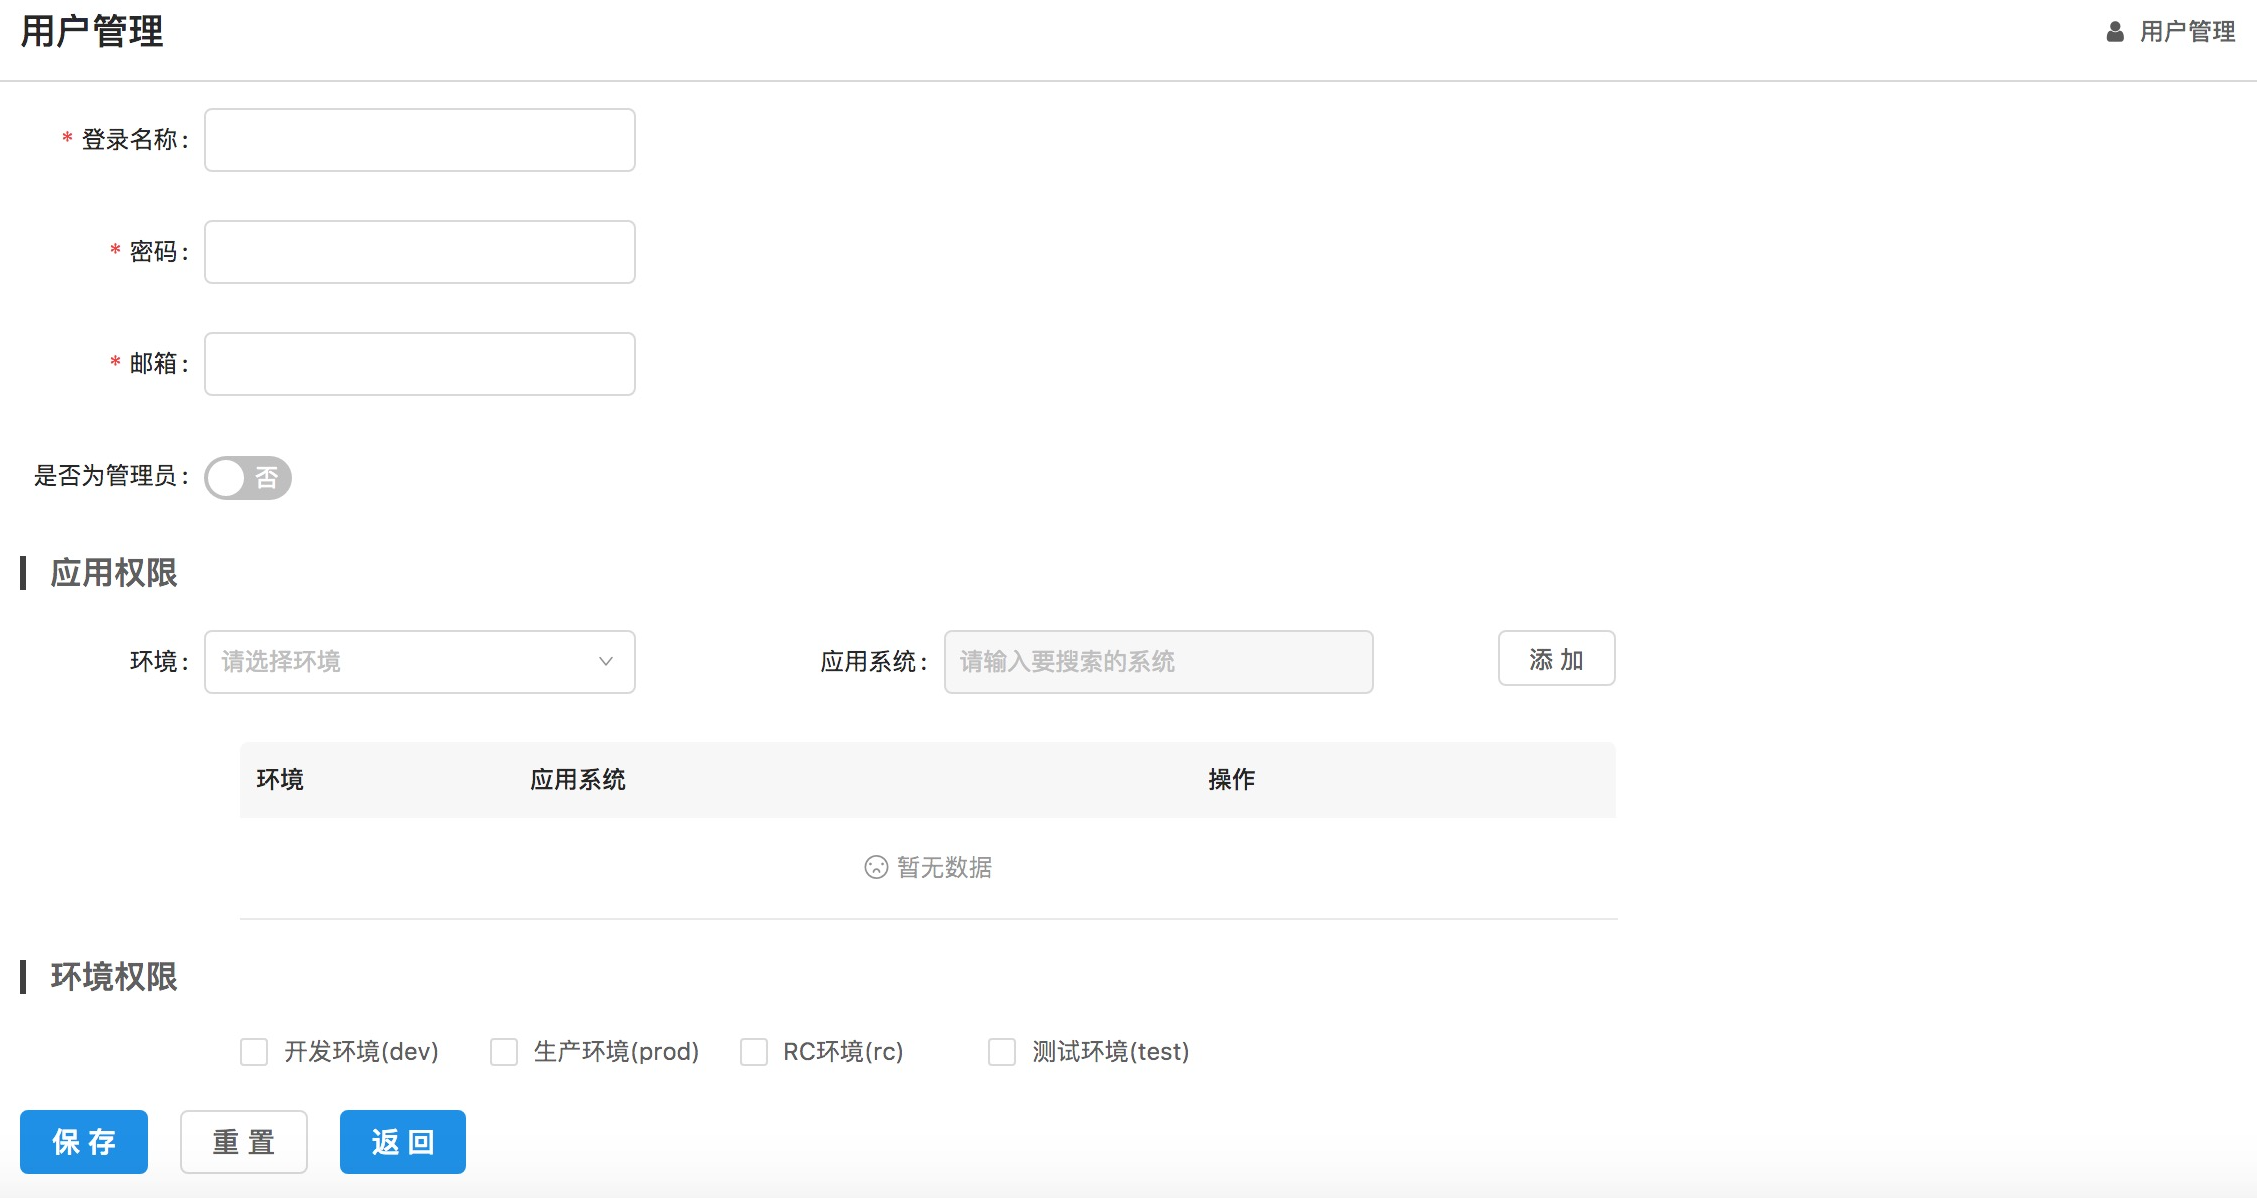 用户管理
用户管理
* 登录名称:
* 密码:
* 邮箱:
是否为管理员: 否
应用权限
环境: 请选择环境 应用系统: 请输入要搜索的系统 添 加
环境 应用系统 操作
暂无数据
环境权限
开发环境(dev) 生产环境(prod) RC环境(rc) 测试环境(test)
保 存 重 置 返 回